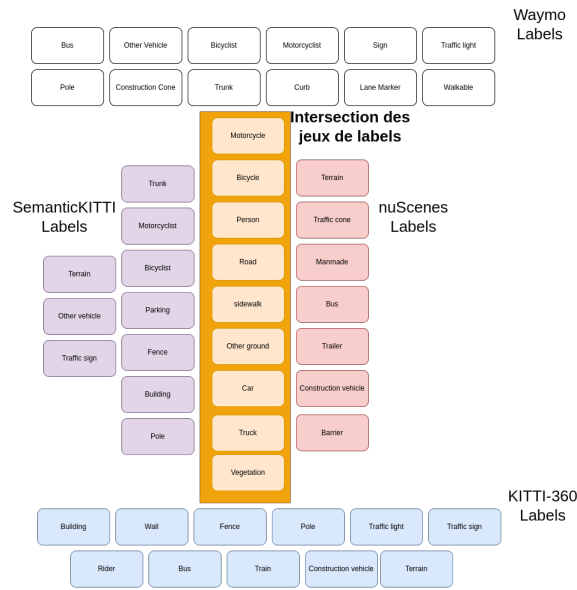 Waymo
Labels
Bus
Other Vehicle
Bicyclist
Motorcyclist
Sign
Traffic light
Pole
Construction Cone
Trunk
Curb
Lane Marker
Walkable
Intersection des
jeux de labels
Motorcycle
Bicycle
Person
Road
sidewalk
Other ground
Car
Truck
Vegetation
SemanticKITTI
Labels
Trunk
Motorcyclist
Bicyclist
Parking
Fence
Building
Pole
Terrain
Other vehicle
Traffic sign
nuScenes
Labels
Terrain
Traffic cone
Manmade
Bus
Trailer
Construction vehicle
Barrier
KITTI-360
Labels
Building
Wall
Fence
Pole
Traffic light
Traffic sign
Rider
Bus
Train
Construction vehicle
Terrain